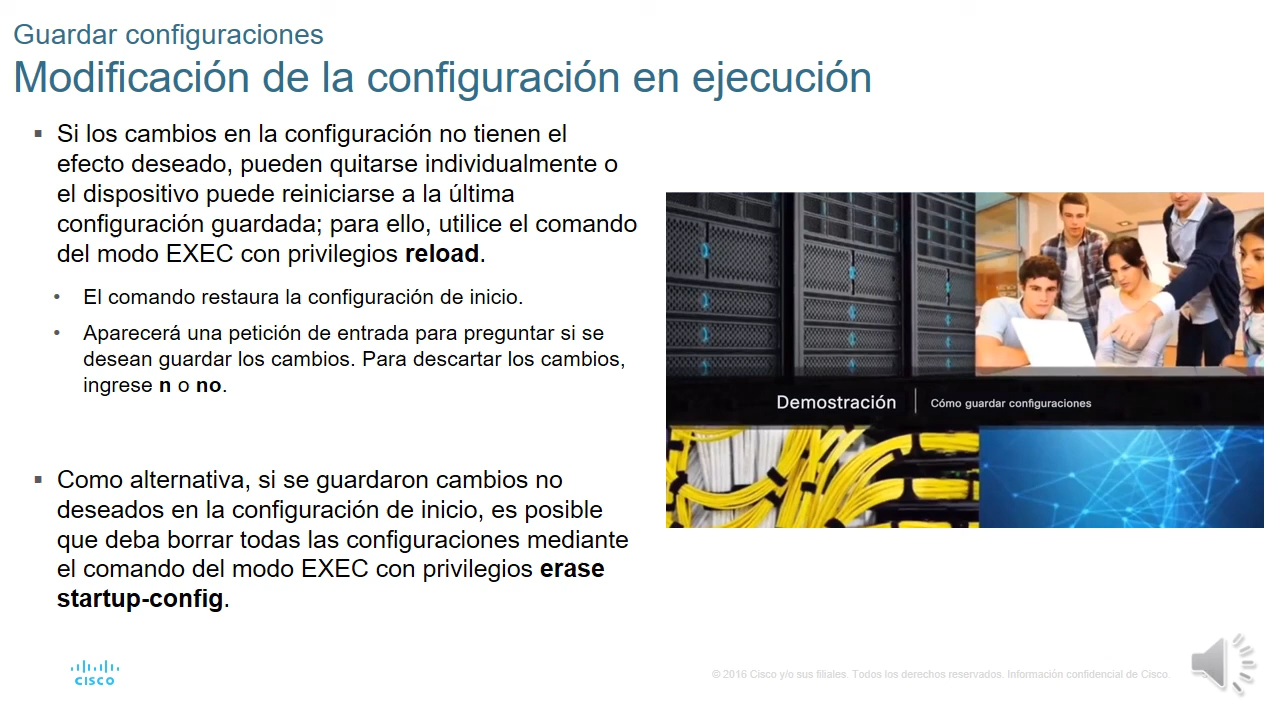 Guardar configuraciones
Modificación de la configuración en ejecución
▪ Si los cambios en la configuración no tienen el
efecto deseado, pueden quitarse individualmente o
el dispositivo puede reiniciarse a la última
configuración guardada; para ello, utilice el comando
del modo EXEC con privilegios reload.
• El comando restaura la configuración de inicio.
• Aparecerá una petición de entrada para preguntar si se
desean guardar los cambios. Para descartar los cambios,
ingrese n o no.
▪ Como alternativa, si se guardaron cambios no
deseados en la configuración de inicio, es posible
que deba borrar todas las configuraciones mediante
el comando del modo EXEC con privilegios erase
startup-config.
Demostración | Cómo guardar configuraciones
CISCO
© 2016 Cisco y/o sus filiales. Todos los derechos reservados. Información confidencial de Cisco.